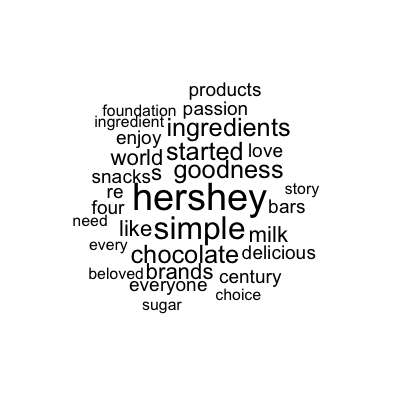 products
foundation passion
ingredient ingredients
enjoy
world started love
snacks s goodness
re hershey story
four bars
need like simple milk
every chocolate delicious
beloved brands century
everyone choice
sugar